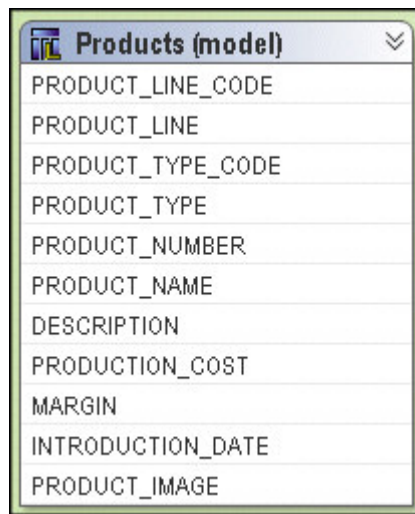 Products (model)
PRODUCT_LINE_CODE
PRODUCT_LINE
PRODUCT_TYPE_CODE
PRODUCT_TYPE
PRODUCT_NUMBER
PRODUCT_NAME
DESCRIPTION
PRODUCTION_COST
MARGIN
INTRODUCTION_DATE
PRODUCT_IMAGE